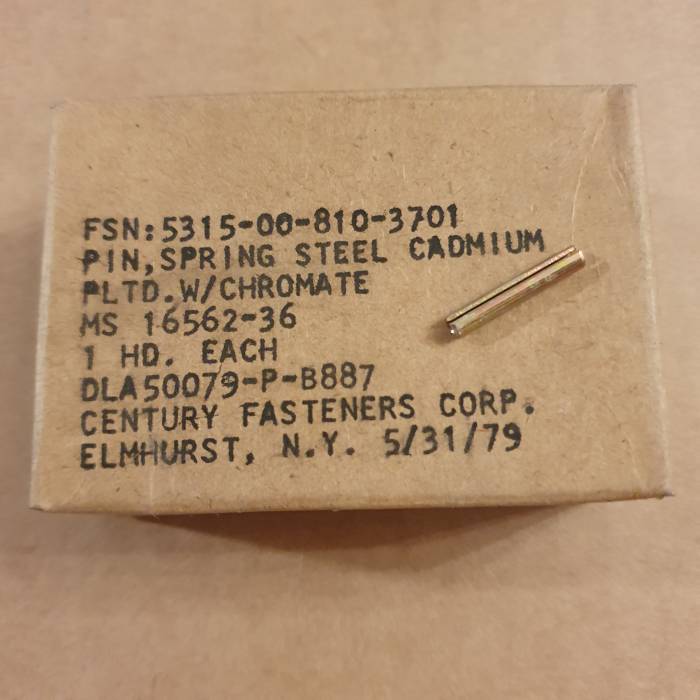 FSN:5315-00-810-3701
PIN,SPRING STEEL CADMIUM
PLTD.W/CHROMATE
MS 16562-36
1 HD. EACH
DLA50079-P-B887
CENTURY FASTENERS CORP.
ELMHURST, N.Y. 5/31/79